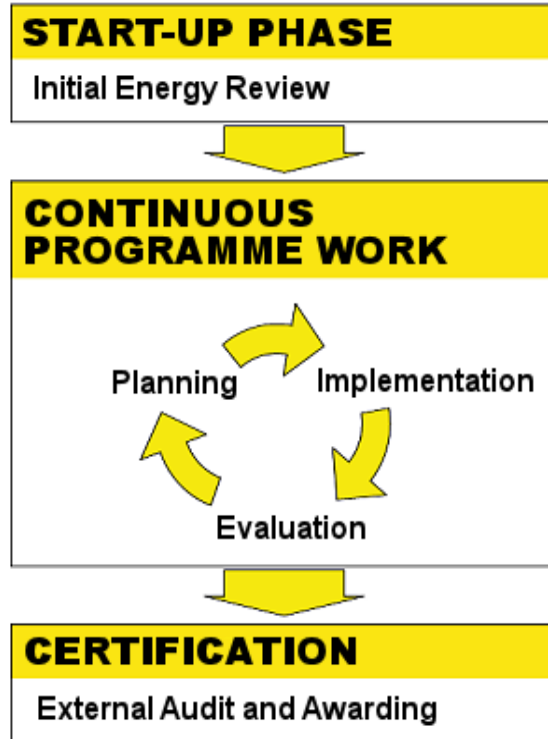 START-UP PHASE
Initial Energy Review
CONTINUOUS
PROGRAMME WORK
Planning
Implementation
Evaluation
CERTIFICATION
External Audit and Awarding